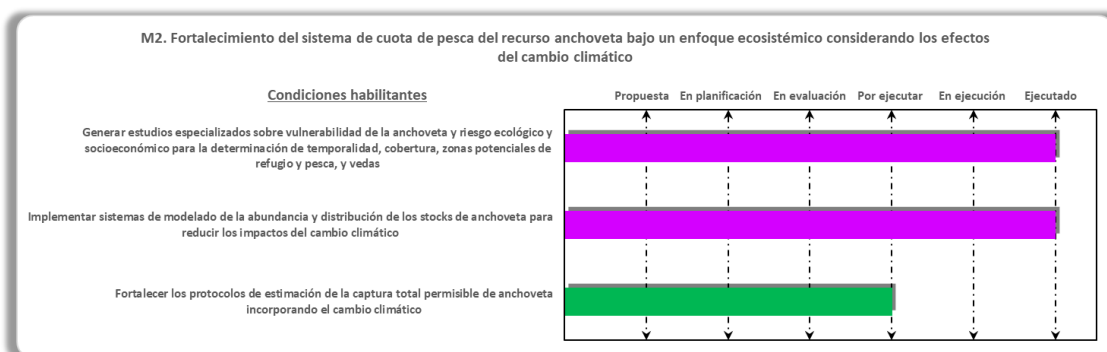 M2. Fortalecimiento del sistema de cuota de pesca del recurso anchoveta bajo un enfoque ecosistémico considerando los efectos
del cambio climático
Condiciones habilitantes
Propuesta En planificación En evaluación Por ejecutar En ejecución Ejecutado
Generar estudios especializados sobre vulnerabilidad de la anchoveta y riesgo ecológico y
socioeconómico para la determinación de temporalidad, cobertura, zonas potenciales de
refugio y pesca, y vedas
Implementar sistemas de modelado de la abundancia y distribución de los stocks de anchoveta para
reducir los impactos del cambio climático
Fortalecer los protocolos de estimación de la captura total permisible de anchoveta
incorporando el cambio climático